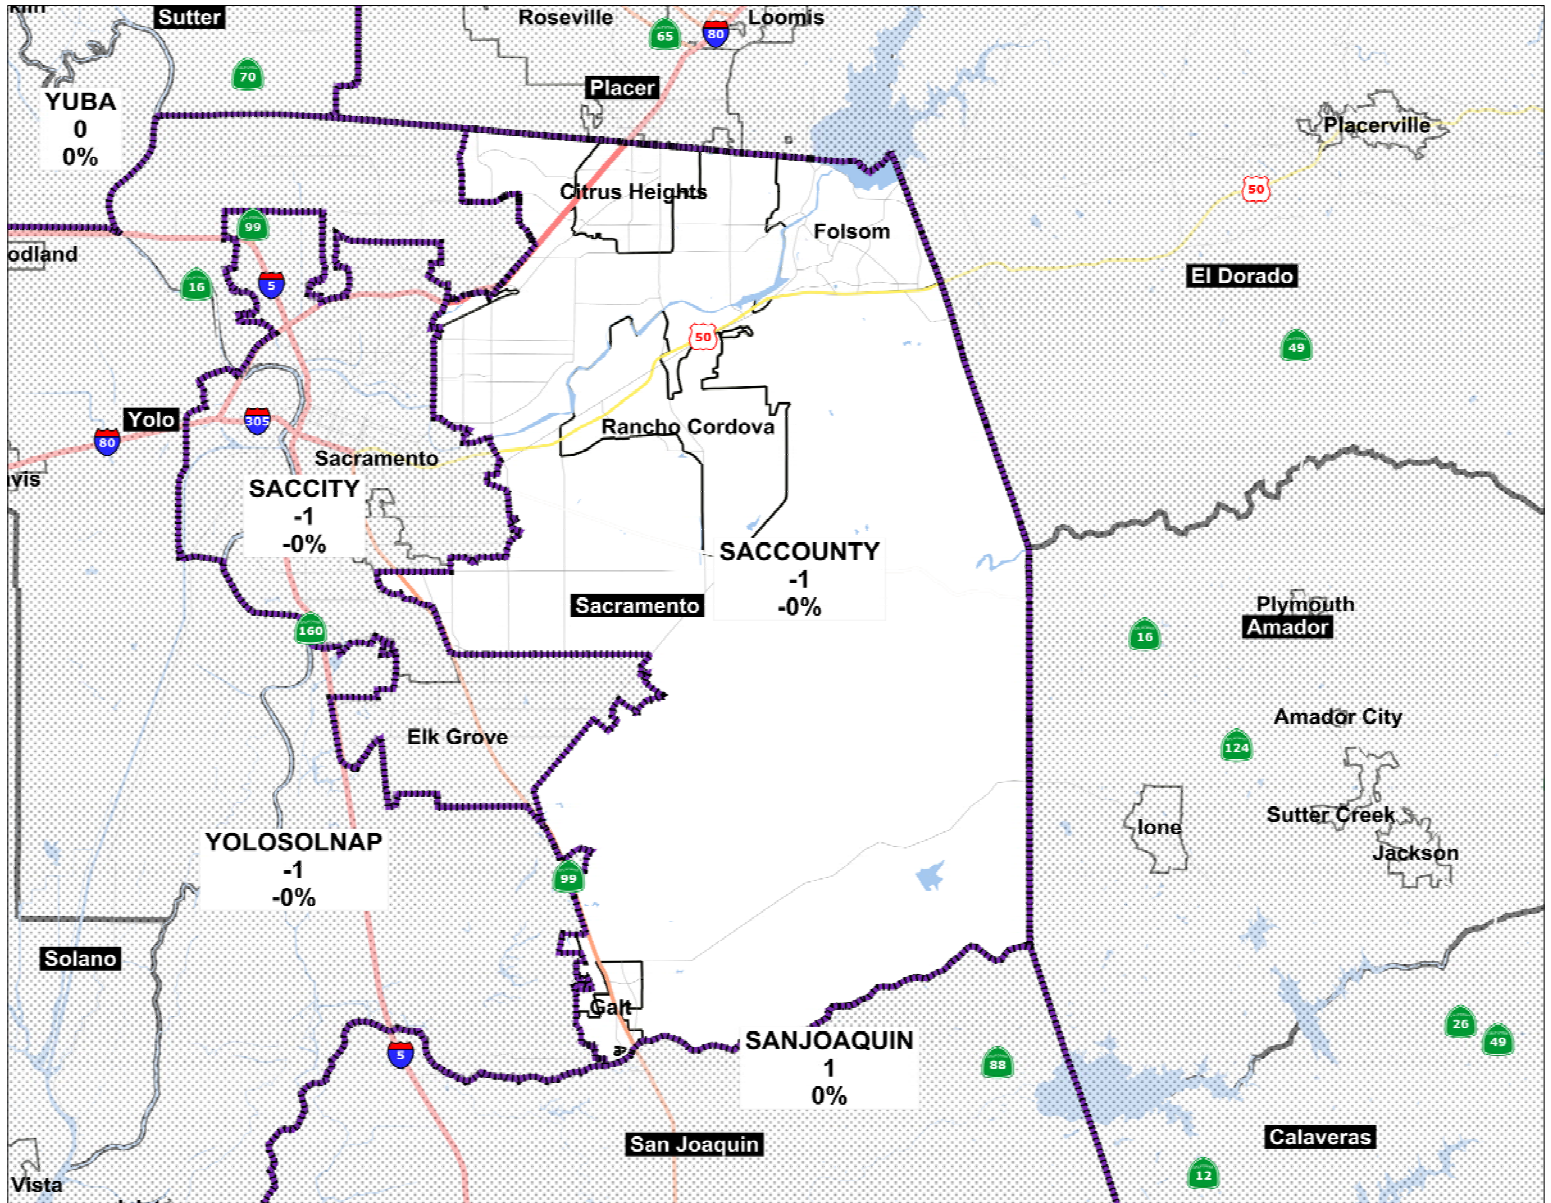 Sutter
Roseville
Loomis
65
80
70
Placer
YUBA
0
0%
Placerville
50
Citrus Heights
99
Folsom
odland
16
5
El Dorado
50
49
Yolo
305
80
Rancho Cordova
Sacramento
vis
SACCITY
-1
-0%
SACCOUNTY
-1
-0%
Sacramento
Plymouth
Amador
160
16
Amador City
Elk Grove
124
Sutter Creek
Ione
YOLOSOLNAP
-1
-0%
Jackson
99
Solano
Galt
26
SANJOAQUIN
1
0%
49
5
88
San Joaquin
Calaveras
12
Vista